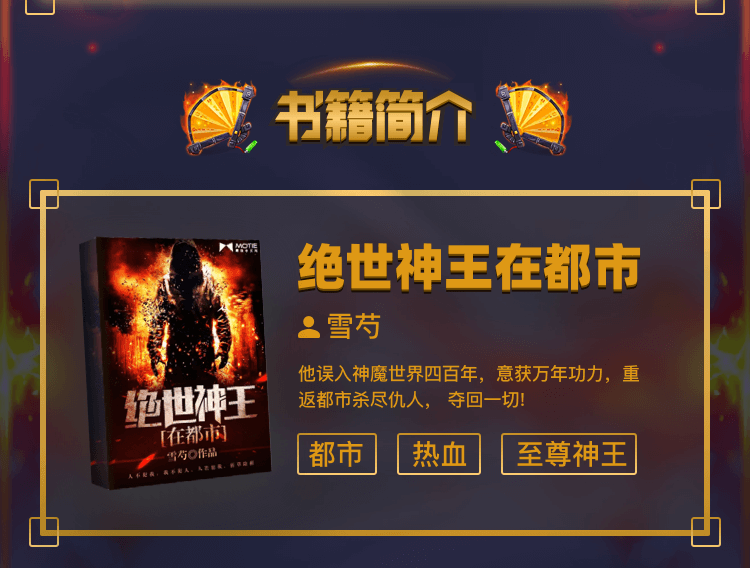 书籍简介
绝世神王在都市
雪芍
他误入神魔世界四百年，意获万年功力，重
返都市杀尽仇人， 夺回一切!
都市
热血
至尊神王
MOTIE
绝世神王
[在都市]
雪芍◎作品